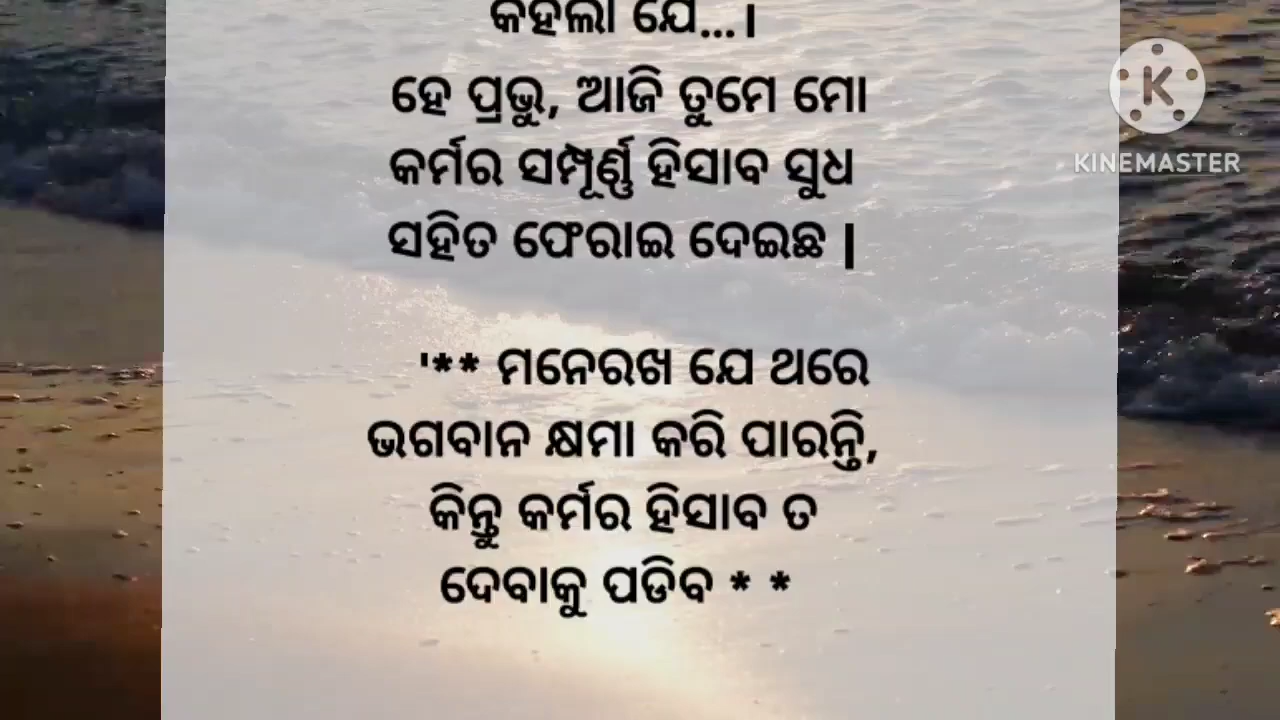 କହିଲା ଯେ...।
ହେ ପ୍ରଭୁ, ଆଜି ତୁମେ ମୋ
କର୍ମର ସମ୍ପୂର୍ଣ୍ଣ ହିସାବ ସୁଧ
ସହିତ ଫେରାଇ ଦେଇଛ |
'** ମନେରଖ ଯେ ଥରେ
ଭଗବାନ କ୍ଷମା କରି ପାରନ୍ତି,
କିନ୍ତୁ କର୍ମର ହିସାବ ତ
ଦେବାକୁ ପଡିବ * *
K
KINEMASTER